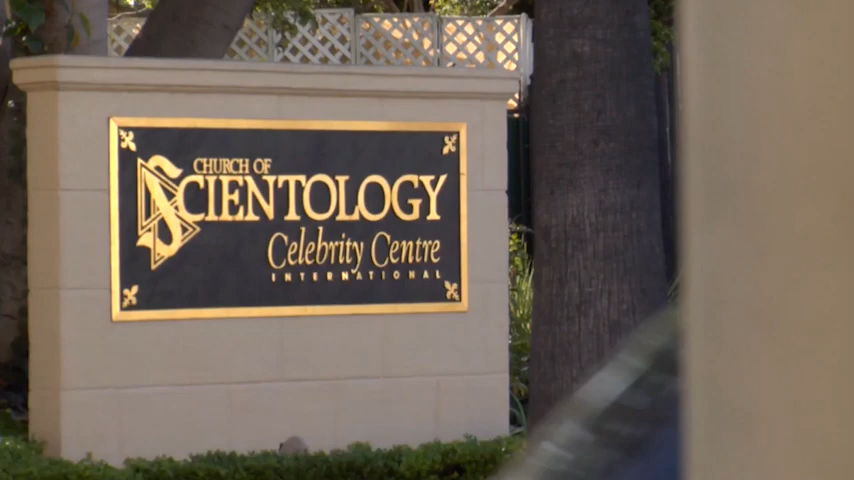 CHURCH OF
SCIENTOLOGY
Celebrity Centre
INTERNATIONAL